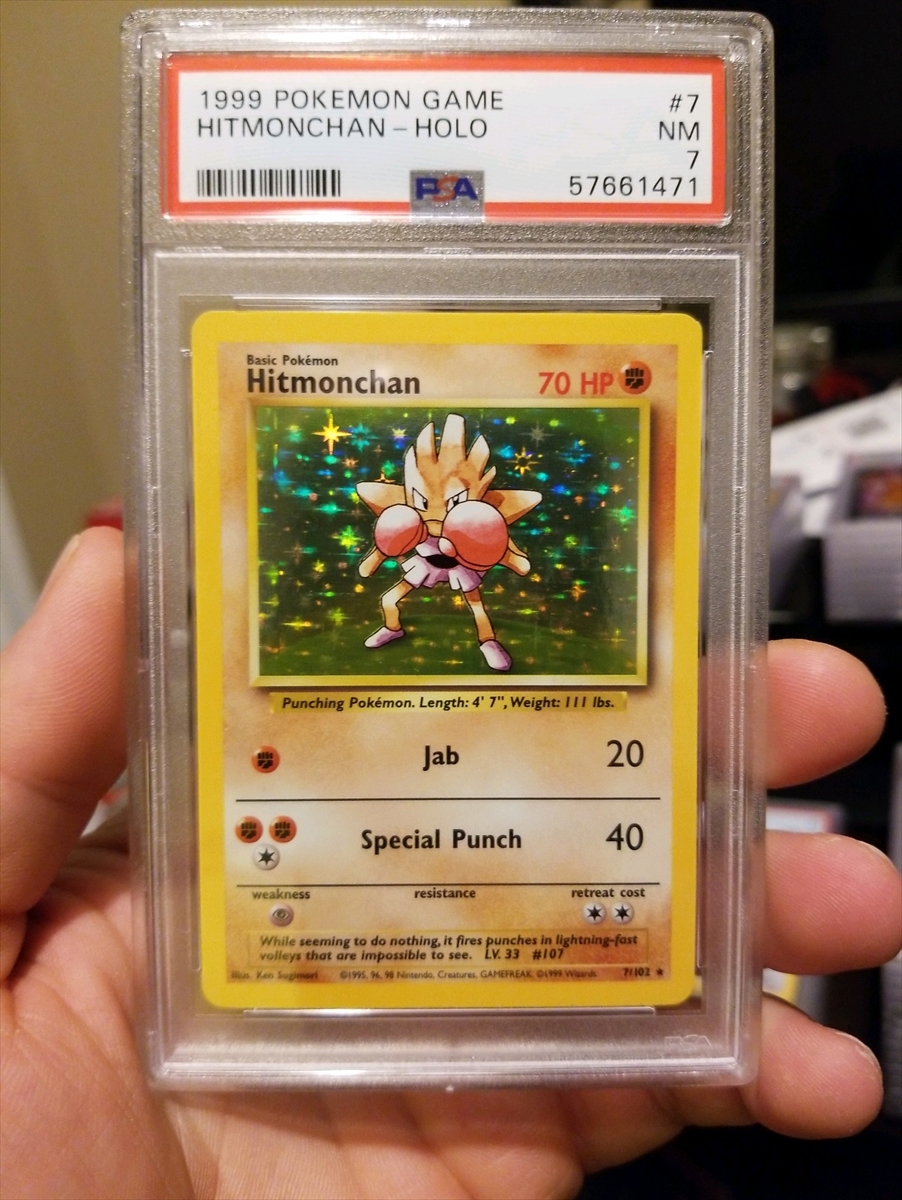 1999 POKEMON GAME #7
HITMONCHAN – HOLO NM
7
PSA 57661471
Basic Pokémon
Hitmonchan 70 HP
Punching Pokémon. Length: 4' 7", Weight: 111 lbs.
Jab 20
Special Punch 40
weakness resistance retreat cost
While seeming to do nothing, it fires punches in lightning-fast
volleys that are impossible to see. LV. 33 #107
Illus. Ken Sugimori ©1995, 96, 98 Nintendo, Creatures, GAMEFREAK. ©1999 Wizards. 7/102 ★
PSA